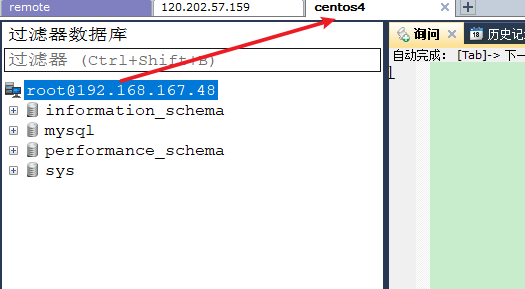 remote 120.202.57.159 centos4
过滤器数据库
过滤器 (Ctrl+Shift+B)
root@192.168.167.48
information_schema
mysql
performance_schema
sys
询问 历史记
自动完成: [Tab]-> 下一
1